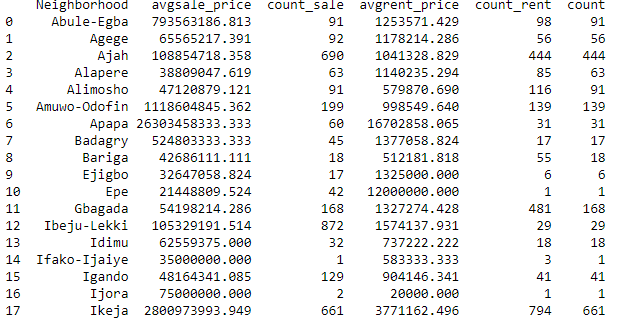 Neighborhood avgsale_price count_sale avgrent_price count_rent count
0 Abule-Egba 793563186.813 91 1253571.429 98 91
1 Agege 65565217.391 92 1178214.286 56 56
2 Ajah 108854718.358 690 1041328.829 444 444
3 Alapere 38809047.619 63 1140235.294 85 63
4 Alimosho 47120879.121 91 579870.690 116 91
5 Amuwo-Odofin 1118604845.362 199 998549.640 139 139
6 Apapa 26303458333.333 60 16702858.065 31 31
7 Badagry 524803333.333 45 1377058.824 17 17
8 Bariga 42686111.111 18 512181.818 55 18
9 Ejigbo 32647058.824 17 1325000.000 6 6
10 Epe 21448809.524 42 12000000.000 1 1
11 Gbagada 54198214.286 168 1327274.428 481 168
12 Ibeju-Lekki 105329191.514 872 1574137.931 29 29
13 Idimu 62559375.000 32 737222.222 18 18
14 Ifako-Ijaiye 35000000.000 1 583333.333 3 1
15 Igando 48164341.085 129 904146.341 41 41
16 Ijora 75000000.000 2 20000.000 1 1
17 Ikeja 2800973993.949 661 3771162.496 794 661